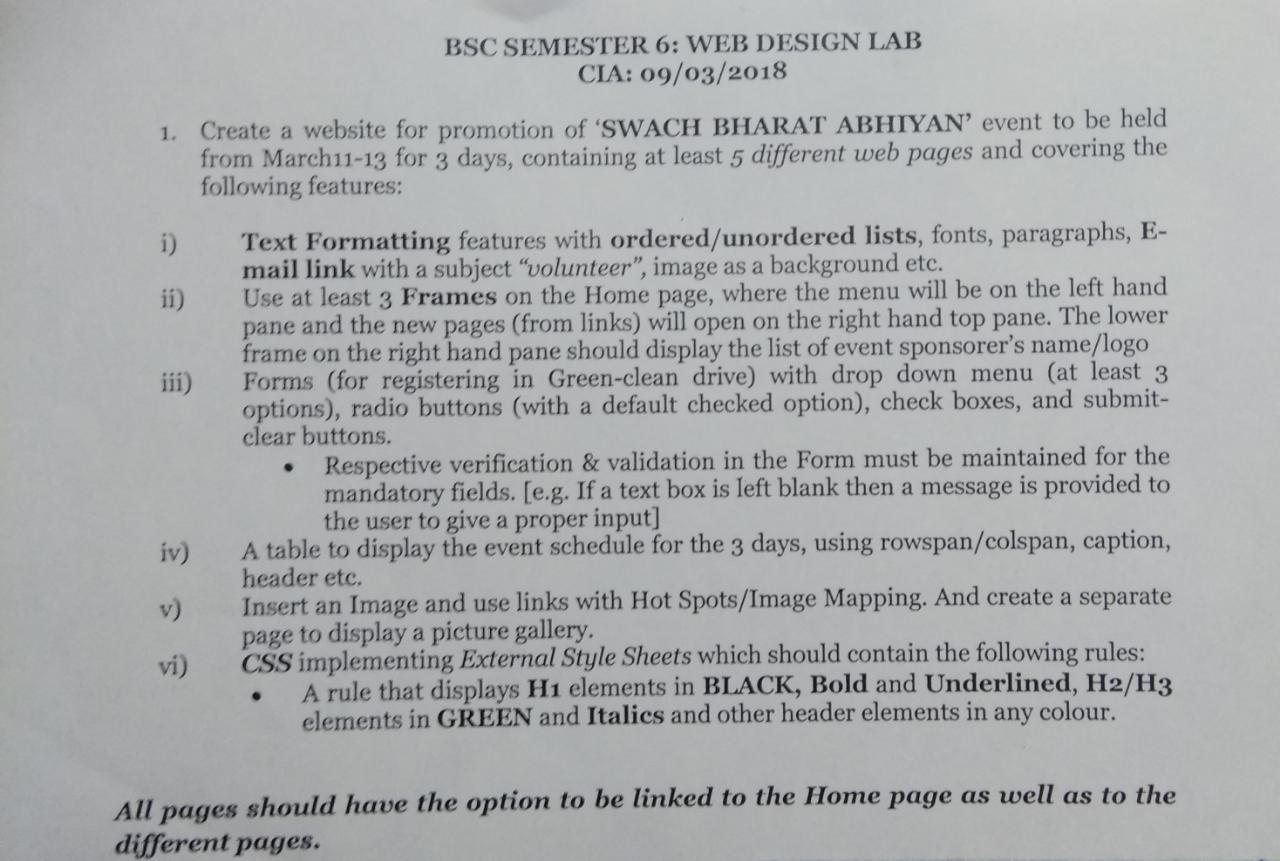 BSC SEMESTER 6: WEB DESIGN LAB
CIA: 09/03/2018
1. Create a website for promotion of ‘SWACH BHARAT ABHIYAN’ event to be held
from March11-13 for 3 days, containing at least 5 different web pages and covering the
following features:
i) Text Formatting features with ordered/unordered lists, fonts, paragraphs, E-
mail link with a subject “volunteer”, image as a background etc.
ii) Use at least 3 Frames on the Home page, where the menu will be on the left hand
pane and the new pages (from links) will open on the right hand top pane. The lower
frame on the right hand pane should display the list of event sponsorer’s name/logo
iii) Forms (for registering in Green-clean drive) with drop down menu (at least 3
options), radio buttons (with a default checked option), check boxes, and submit-
clear buttons.
• Respective verification & validation in the Form must be maintained for the
mandatory fields. [e.g. If a text box is left blank then a message is provided to
the user to give a proper input]
iv) A table to display the event schedule for the 3 days, using rowspan/colspan, caption,
header etc.
v) Insert an Image and use links with Hot Spots/Image Mapping. And create a separate
page to display a picture gallery.
vi) CSS implementing External Style Sheets which should contain the following rules:
• A rule that displays H1 elements in BLACK, Bold and Underlined, H2/H3
elements in GREEN and Italics and other header elements in any colour.
All pages should have the option to be linked to the Home page as well as to the
different pages.